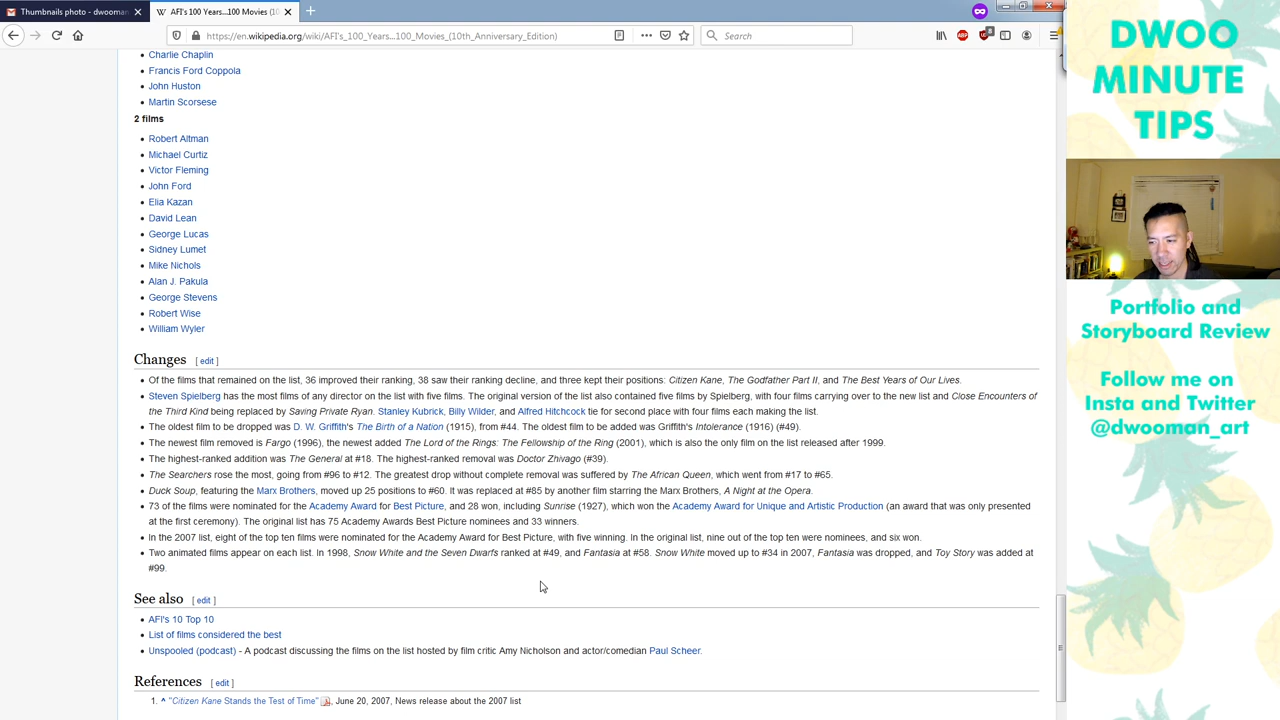 Thumbnails photo - dwooman
AFI's 100 Years...100 Movies (10
https://en.wikipedia.org/wiki/AFI's_100_Years...100_Movies_(10th_Anniversary_Edition)
Search
ABP
DWOO
MINUTE
TIPS
Charlie Chaplin
Francis Ford Coppola
John Huston
Martin Scorsese
2 films
Robert Altman
Michael Curtiz
Victor Fleming
John Ford
Elia Kazan
David Lean
George Lucas
Sidney Lumet
Mike Nichols
Alan J. Pakula
George Stevens
Robert Wise
William Wyler
Changes [ edit ]
Of the films that remained on the list, 36 improved their ranking, 38 saw their ranking decline, and three kept their positions: Citizen Kane, The Godfather Part II, and The Best Years of Our Lives.
Steven Spielberg has the most films of any director on the list with five films. The original version of the list also contained five films by Spielberg, with four films carrying over to the new list and Close Encounters of
the Third Kind being replaced by Saving Private Ryan. Stanley Kubrick, Billy Wilder, and Alfred Hitchcock tie for second place with four films each making the list.
The oldest film to be dropped was D. W. Griffith's The Birth of a Nation (1915), from #44. The oldest film to be added was Griffith's Intolerance (1916) (#49).
The newest film removed is Fargo (1996), the newest added The Lord of the Rings: The Fellowship of the Ring (2001), which is also the only film on the list released after 1999.
The highest-ranked addition was The General at #18. The highest-ranked removal was Doctor Zhivago (#39).
The Searchers rose the most, going from #96 to #12. The greatest drop without complete removal was suffered by The African Queen, which went from #17 to #65.
Duck Soup, featuring the Marx Brothers, moved up 25 positions to #60. It was replaced at #85 by another film starring the Marx Brothers, A Night at the Opera.
73 of the films were nominated for the Academy Award for Best Picture, and 28 won, including Sunrise (1927), which won the Academy Award for Unique and Artistic Production (an award that was only presented
at the first ceremony). The original list has 75 Academy Awards Best Picture nominees and 33 winners.
In the 2007 list, eight of the top ten films were nominated for the Academy Award for Best Picture, with five winning. In the original list, nine out of the top ten were nominees, and six won.
Two animated films appear on each list. In 1998, Snow White and the Seven Dwarfs ranked at #49, and Fantasia at #58. Snow White moved up to #34 in 2007, Fantasia was dropped, and Toy Story was added at
#99.
See also [ edit ]
AFI's 10 Top 10
List of films considered the best
Unspooled (podcast) - A podcast discussing the films on the list hosted by film critic Amy Nicholson and actor/comedian Paul Scheer.
References [ edit ]
1. ^ "Citizen Kane Stands the Test of Time" . June 20, 2007, News release about the 2007 list
Portfolio and
Storyboard Review
Follow me on
Insta and Twitter
@dwooman_art